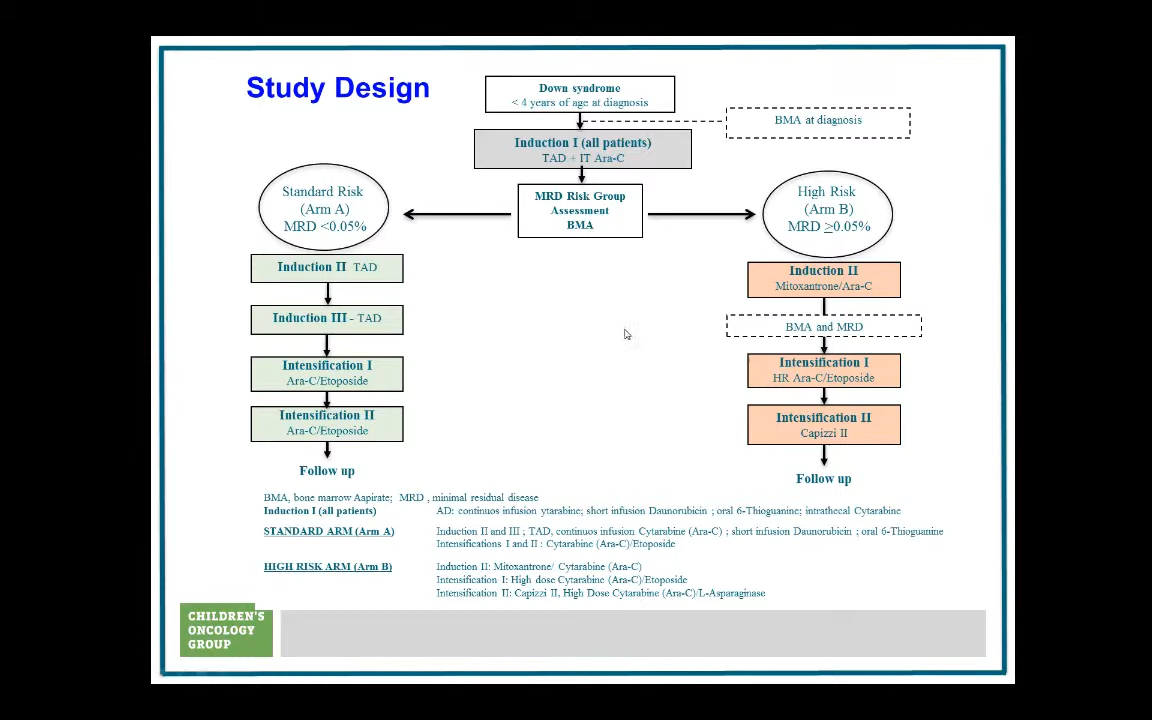 Study Design
Down syndrome
< 4 years of age at diagnosis
BMA at diagnosis
Induction I (all patients)
TAD + IT Ara-C
MRD Risk Group
Assessment
BMA
Standard Risk
(Arm A)
MRD <0.05%
High Risk
(Arm B)
MRD ≥0.05%
Induction II TAD
Induction III - TAD
Intensification I
Ara-C/Etoposide
Intensification II
Ara-C/Etoposide
Follow up
Induction II
Mitoxantrone/Ara-C
BMA and MRD
Intensification I
HR Ara-C/Etoposide
Intensification II
Capizzi II
Follow up
BMA, bone marrow Aapirate; MRD , minimal residual disease
Induction I (all patients) AD: continuos infusion ytarabine; short infusion Daunorubicin ; oral 6-Thioguanine; intrathecal Cytarabine
STANDARD ARM (Arm A) Induction II and III ; TAD, continuos infusion Cytarabine (Ara-C) ; short infusion Daunorubicin ; oral 6-Thioguanine
Intensifications I and II : Cytarabine (Ara-C)/Etoposide
HIGH RISK ARM (Arm B) Induction II: Mitoxantrone/ Cytarabine (Ara-C)
Intensification I: High dose Cytarabine (Ara-C)/Etoposide
Intensification II: Capizzi II, High Dose Cytarabine (Ara-C)/L-Asparaginase
CHILDREN'S
ONCOLOGY
GROUP